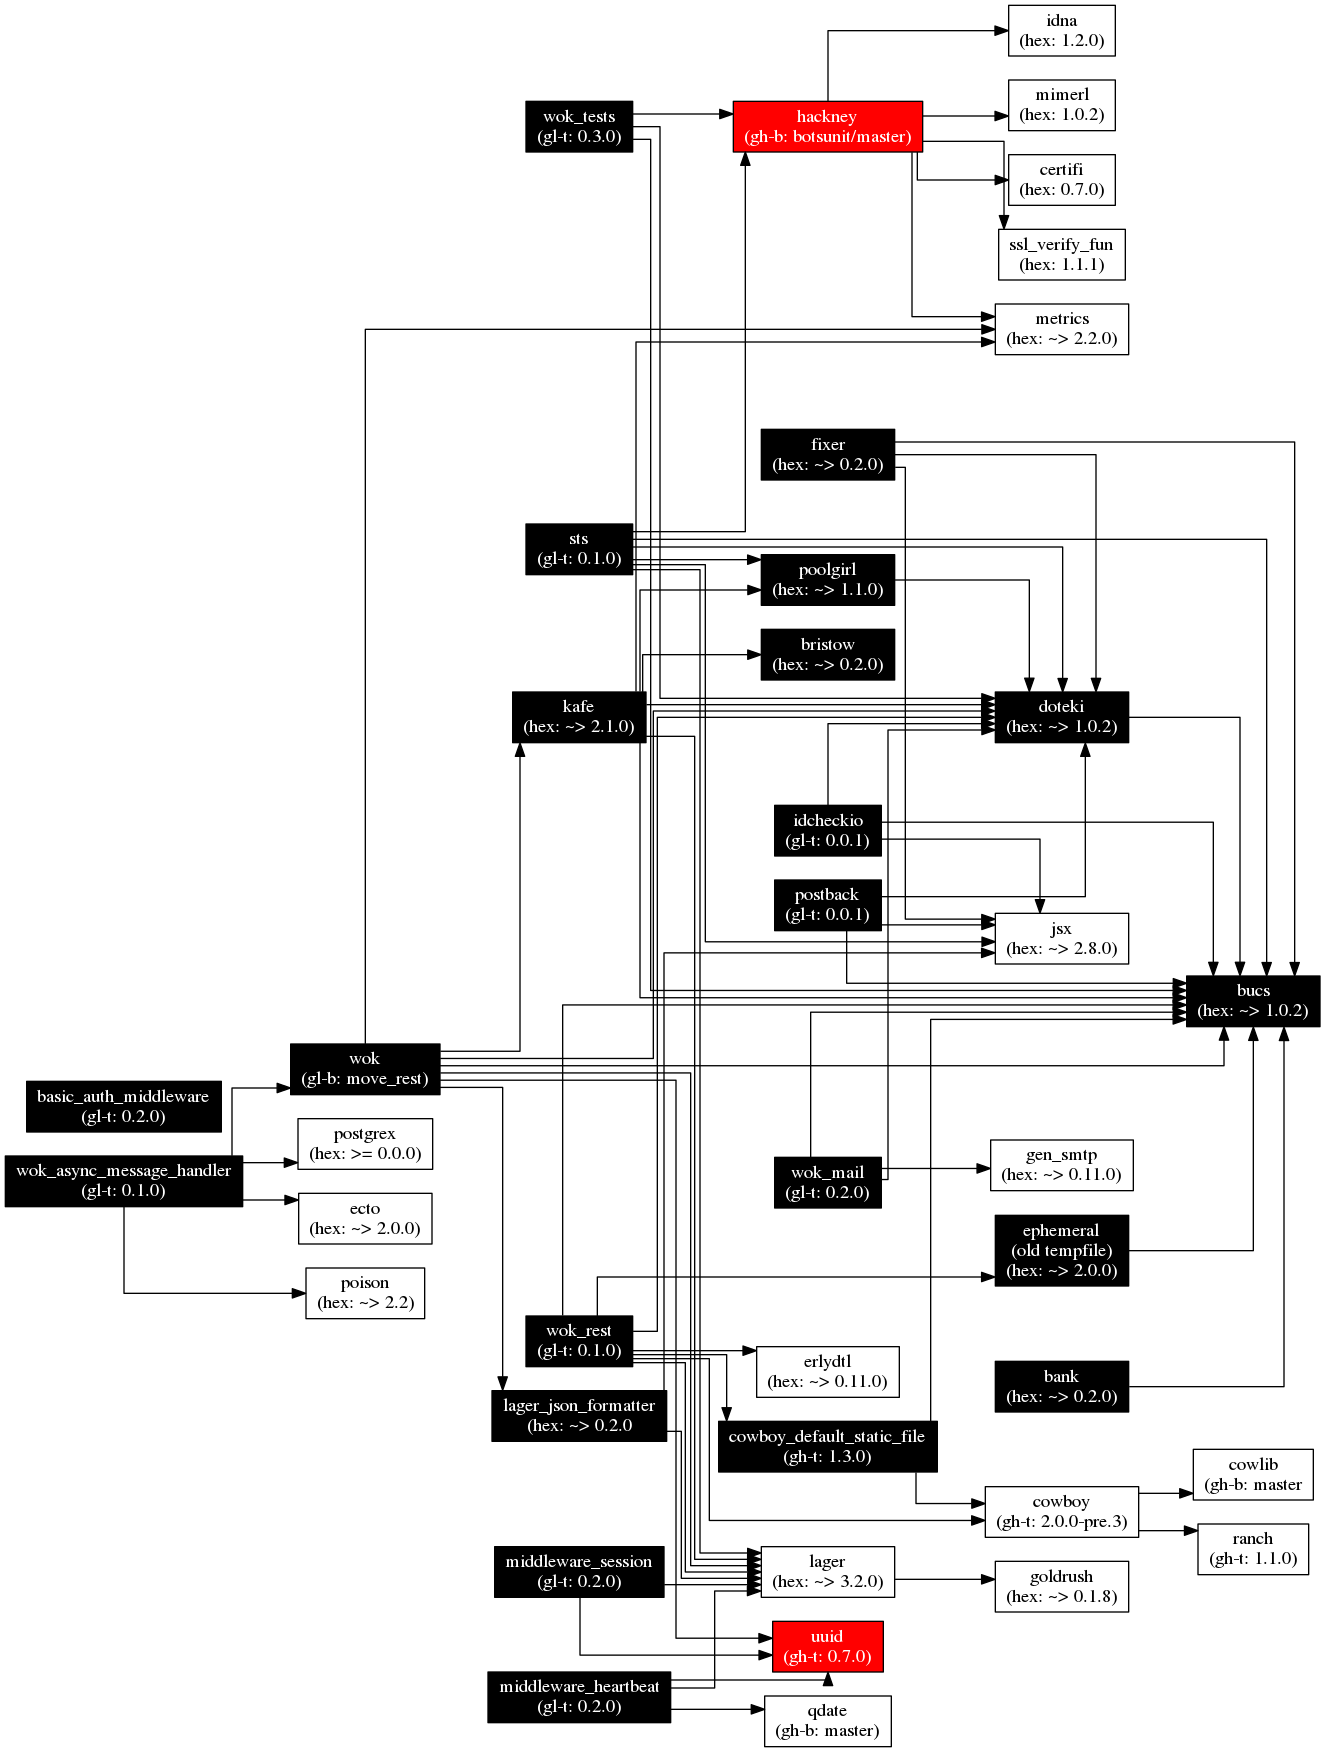 idna
(hex: 1.2.0)
mimerl
(hex: 1.0.2)
wok_tests
(gl-t: 0.3.0)
hackney
(gh-b: botsunit/master)
certifi
(hex: 0.7.0)
ssl_verify_fun
(hex: 1.1.1)
metrics
(hex: ~> 2.2.0)
fixer
(hex: ~> 0.2.0)
sts
(gl-t: 0.1.0)
poolgirl
(hex: ~> 1.1.0)
bristow
(hex: ~> 0.2.0)
kafe
(hex: ~> 2.1.0)
doteki
(hex: ~> 1.0.2)
idcheckio
(gl-t: 0.0.1)
postback
(gl-t: 0.0.1)
jsx
(hex: ~> 2.8.0)
bucs
(hex: ~> 1.0.2)
wok
(gl-b: move_rest)
basic_auth_middleware
(gl-t: 0.2.0)
postgrex
(hex: >= 0.0.0)
wok_async_message_handler
(gl-t: 0.1.0)
ecto
(hex: ~> 2.0.0)
poison
(hex: ~> 2.2)
wok_mail
(gl-t: 0.2.0)
gen_smtp
(hex: ~> 0.11.0)
ephemeral
(old tempfile)
(hex: ~> 2.0.0)
wok_rest
(gl-t: 0.1.0)
erlydtl
(hex: ~> 0.11.0)
bank
(hex: ~> 0.2.0)
lager_json_formatter
(hex: ~> 0.2.0
cowboy_default_static_file
(gh-t: 1.3.0)
cowlib
(gh-b: master
cowboy
(gh-t: 2.0.0-pre.3)
ranch
(gh-t: 1.1.0)
middleware_session
(gl-t: 0.2.0)
lager
(hex: ~> 3.2.0)
goldrush
(hex: ~> 0.1.8)
uuid
(gh-t: 0.7.0)
middleware_heartbeat
(gl-t: 0.2.0)
qdate
(gh-b: master)